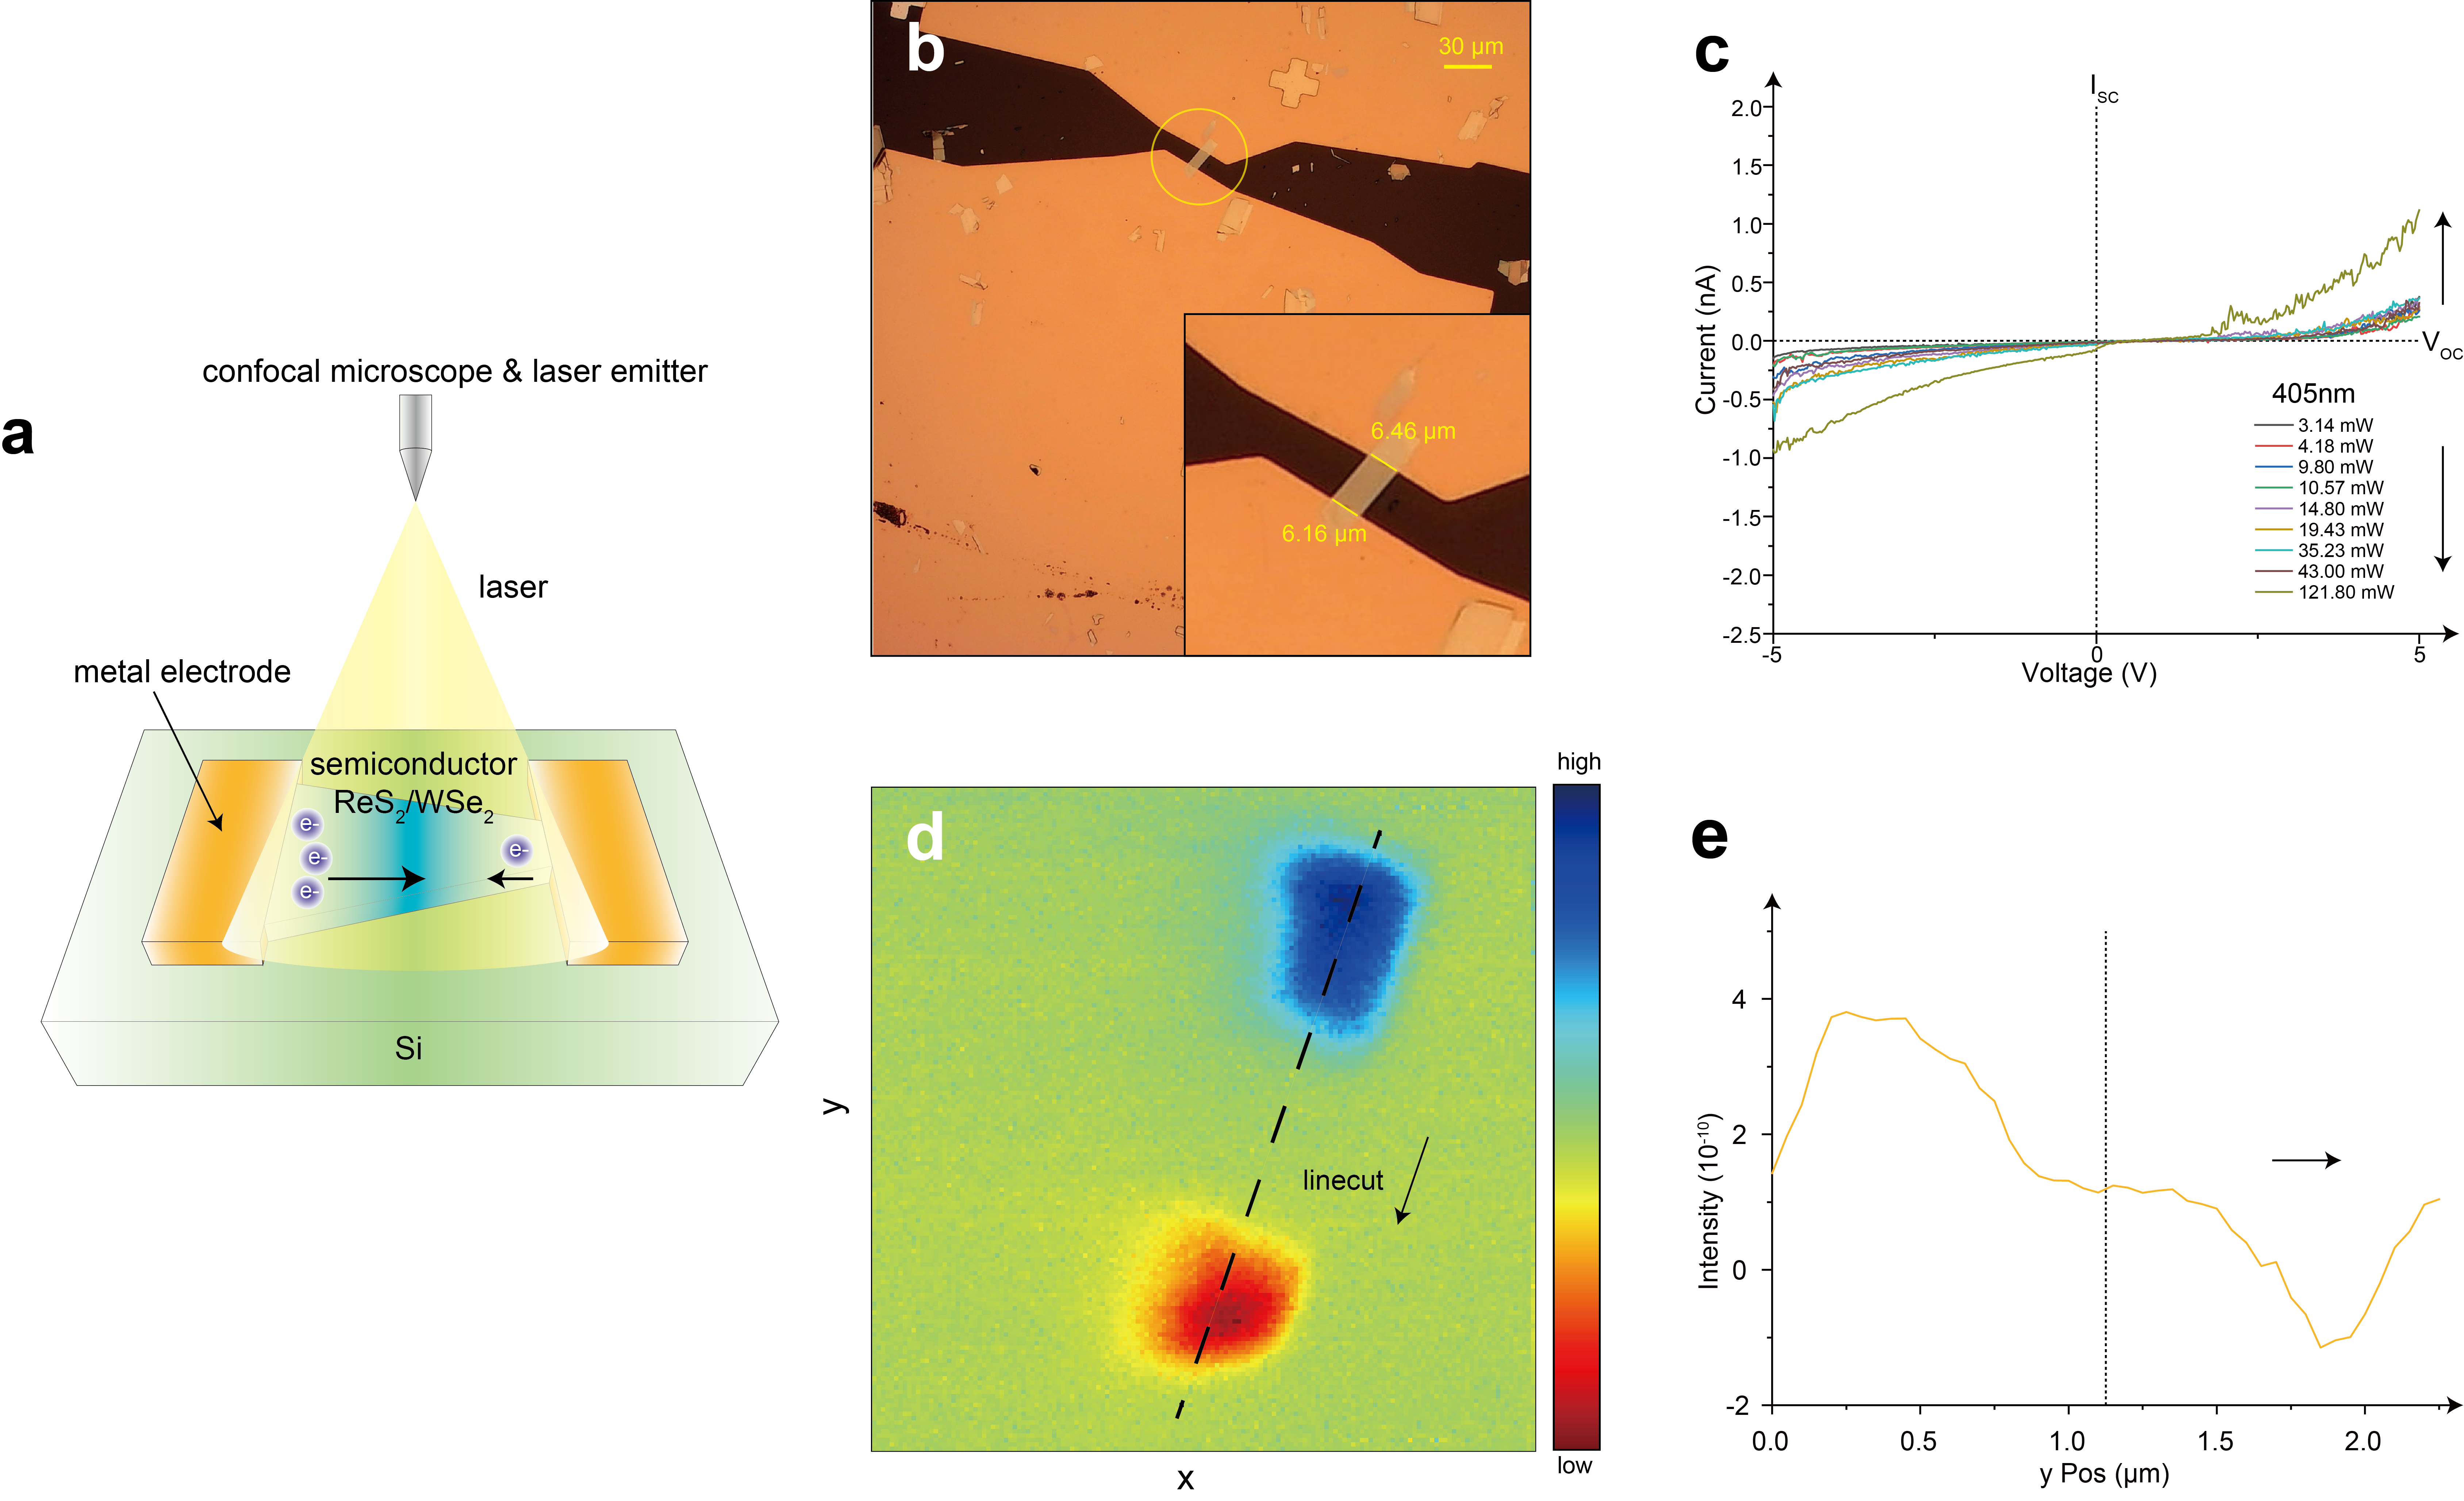 a
confocal microscope & laser emitter
laser
metal electrode
semiconductor
ReS2/WSe2
e-
e-
e-
e-
Si
b
30 µm
6.46 µm
6.16 µm
c
ISC
2.0
1.5
1.0
0.5
0.0
-0.5
-1.0
-1.5
-2.0
-2.5
Current (nA)
VOC
405nm
3.14 mW
4.18 mW
9.80 mW
10.57 mW
14.80 mW
19.43 mW
35.23 mW
43.00 mW
121.80 mW
-5
0
5
Voltage (V)
d
high
low
linecut
y
x
e
4
2
0
-2
Intensity (10-10)
0.0
0.5
1.0
1.5
2.0
y Pos (µm)